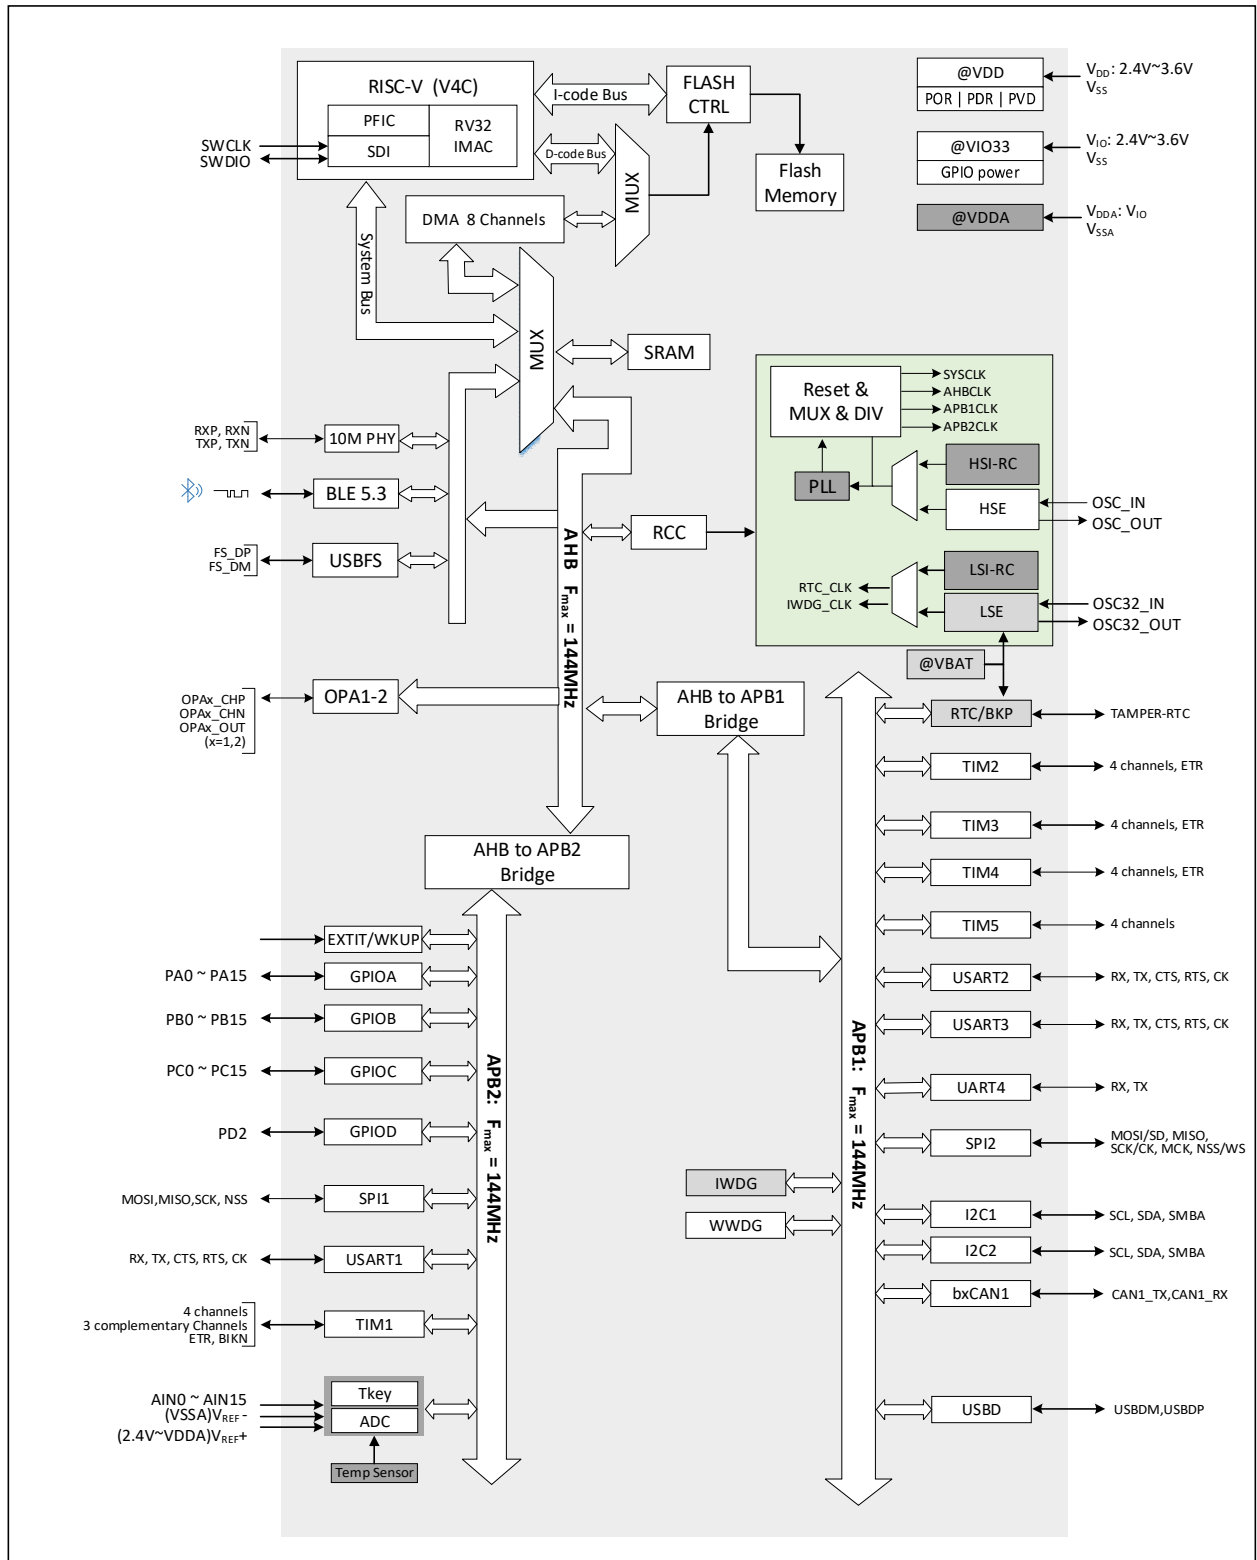 RISC-V (V4C)
PFIC
SDI
RV32
IMAC
SWCLK
SWDIO
I-code Bus
D-code Bus
FLASH
CTRL
MUX
Flash
Memory
DMA 8 Channels
System Bus
MUX
SRAM
@VDD
POR | PDR | PVD
VDD: 2.4V~3.6V
VSS
@VIO33
GPIO power
VIO: 2.4V~3.6V
VSS
@VDDA
VDDA: VIO
VSSA
Reset &
MUX & DIV
SYSCLK
AHBCLK
APB1CLK
APB2CLK
PLL
HSI-RC
HSE
OSC_IN
OSC_OUT
LSI-RC
LSE
RTC_CLK
IWDG_CLK
OSC32_IN
OSC32_OUT
RXP, RXN
TXP, TXN
10M PHY
BLE 5.3
FS_DP
FS_DM
USBFS
RCC
AHB Fmax = 144MHz
@VBAT
OPAx_CHP
OPAx_CHN
OPAx_OUT
(x=1,2)
OPA1-2
AHB to APB1
Bridge
AHB to APB2
Bridge
RTC/BKP
TAMPER-RTC
TIM2
4 channels, ETR
TIM3
4 channels, ETR
TIM4
4 channels, ETR
TIM5
4 channels
USART2
RX, TX, CTS, RTS, CK
USART3
RX, TX, CTS, RTS, CK
UART4
RX, TX
SPI2
MOSI/SD, MISO,
SCK/CK, MCK, NSS/WS
I2C1
SCL, SDA, SMBA
I2C2
SCL, SDA, SMBA
bxCAN1
CAN1_TX,CAN1_RX
USBD
USBDM,USBDP
APB1: Fmax = 144MHz
IWDG
WWDG
EXTIT/WKUP
PA0 ~ PA15
GPIOA
PB0 ~ PB15
GPIOB
PC0 ~ PC15
GPIOC
PD2
GPIOD
MOSI,MISO,SCK, NSS
SPI1
RX, TX, CTS, RTS, CK
USART1
4 channels
3 complementary Channels
ETR, BIKN
TIM1
APB2: Fmax = 144MHz
AIN0 ~ AIN15
(VSSA)VREF-
(2.4V~VDDA)VREF+
Tkey
ADC
Temp Sensor